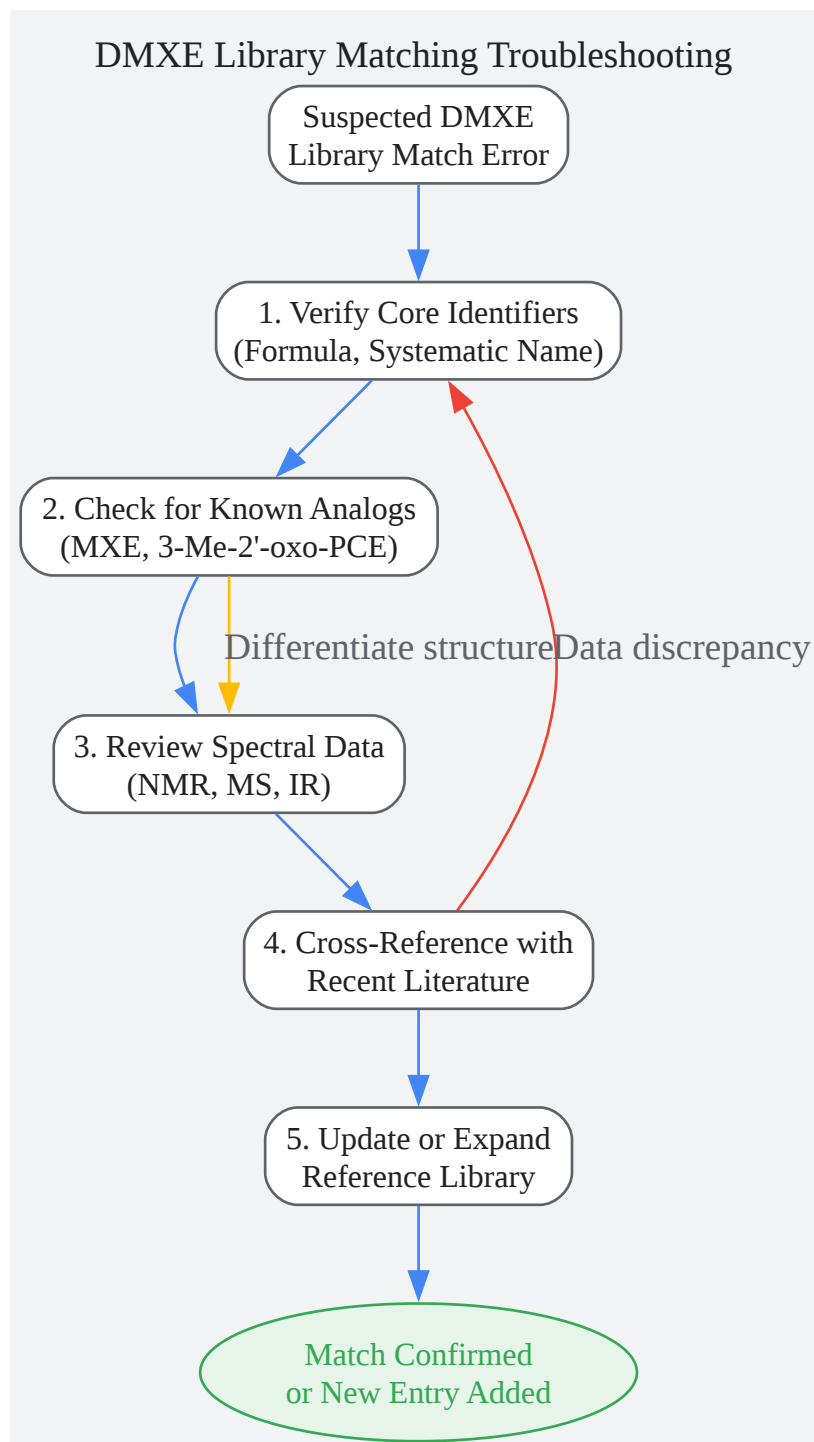 DMXE Library Matching Troubleshooting
Suspected DMXE
Library Match Error
1. Verify Core Identifiers
(Formula, Systematic Name)
2. Check for Known Analogs
(MXE, 3-Me-2'-oxo-PCE)
Differentiate structure
Data discrepancy
3. Review Spectral Data
(NMR, MS, IR)
4. Cross-Reference with
Recent Literature
5. Update or Expand
Reference Library
Match Confirmed
or New Entry Added